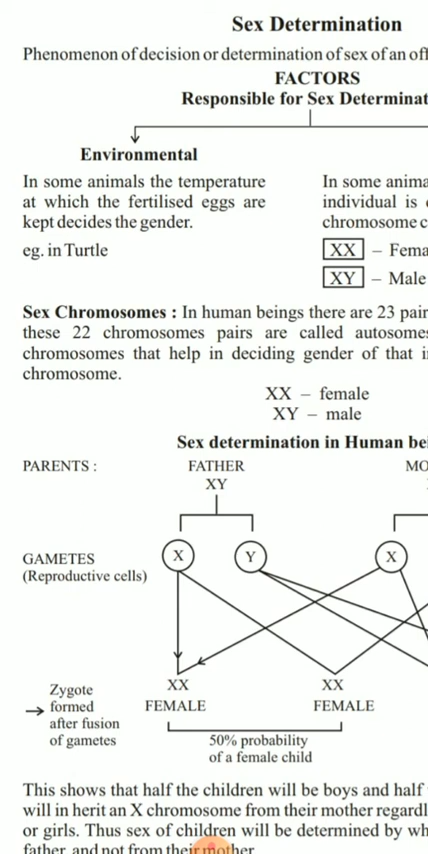 Sex Determination
Phenomenon of decision or determination of sex of an off
FACTORS
Responsible for Sex Determinat
Environmental
In some animals the temperature
at which the fertilised eggs are
kept decides the gender.
eg. in Turtle
In some anima
individual is
chromosome c
XX – Fema
XY – Male
Sex Chromosomes : In human beings there are 23 pair
these 22 chromosomes pairs are called autosome
chromosomes that help in deciding gender of that i
chromosome.
XX – female
XY – male
Sex determination in Human be
PARENTS : FATHER MO
XY
GAMETES
(Reproductive cells)
X Y X
XX XX
FEMALE FEMALE
Zygote
formed
after fusion
of gametes
50% probability
of a female child
This shows that half the children will be boys and half
will in herit an X chromosome from their mother regardl
or girls. Thus sex of children will be determined by wh
father, and not from their mother